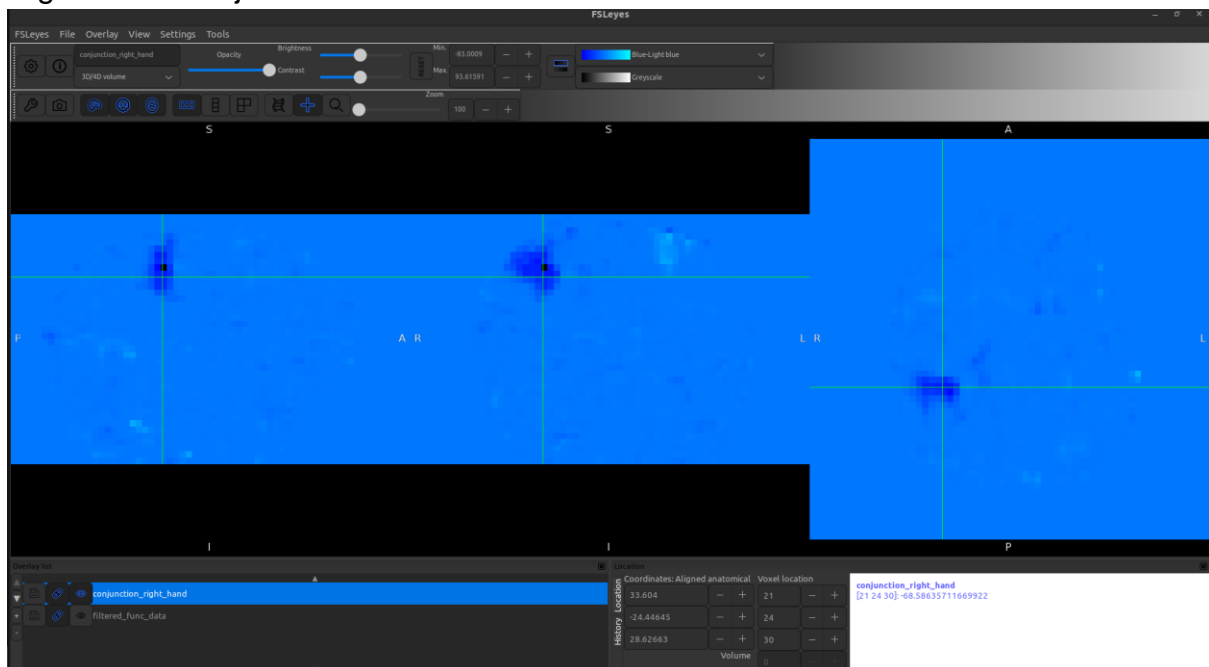 FSLeyes
FSLeyes File Overlay View Settings Tools
conjunction_right_hand Opacity Brightness Min. -83.0009 − + Blue-Light blue
3D/4D volume Contrast RESET Max. 93.61591 − + Greyscale
Zoom
100 − +
S S A
P A R L R L
I I P
Overlay list Location
Coordinates: Aligned anatomical Voxel location
conjunction_right_hand
filtered_func_data
Location
History
33.604 − + 21 − +
-24.44645 − + 24 − +
28.62663 − + 30 − +
Volume
0
conjunction_right_hand
[21 24 30]: -68.58635711669922